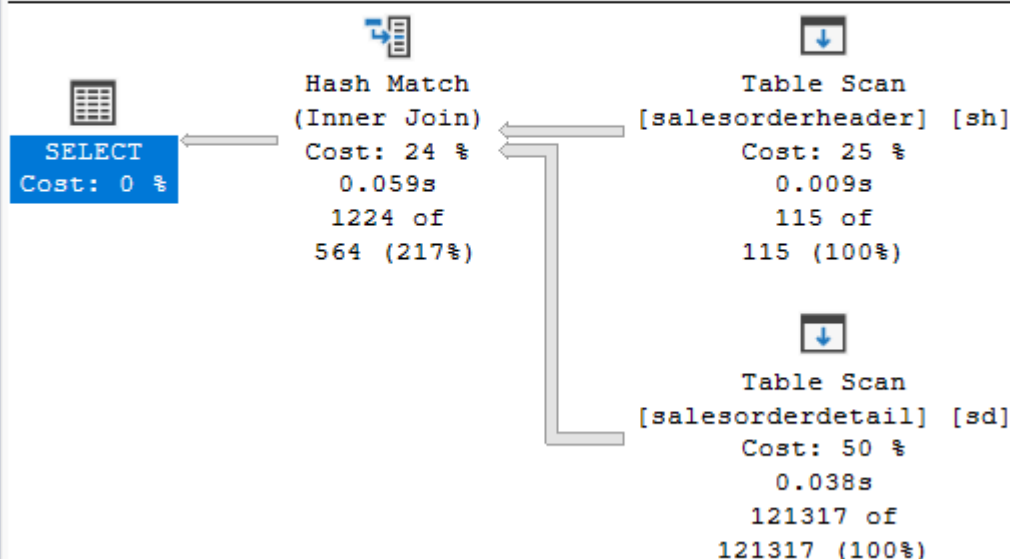 SELECT
Cost: 0 %
Hash Match
(Inner Join)
Cost: 24 %
0.059s
1224 of
564 (217%)
Table Scan
[salesorderheader] [sh]
Cost: 25 %
0.009s
115 of
115 (100%)
Table Scan
[salesorderdetail] [sd]
Cost: 50 %
0.038s
121317 of
121317 (100%)